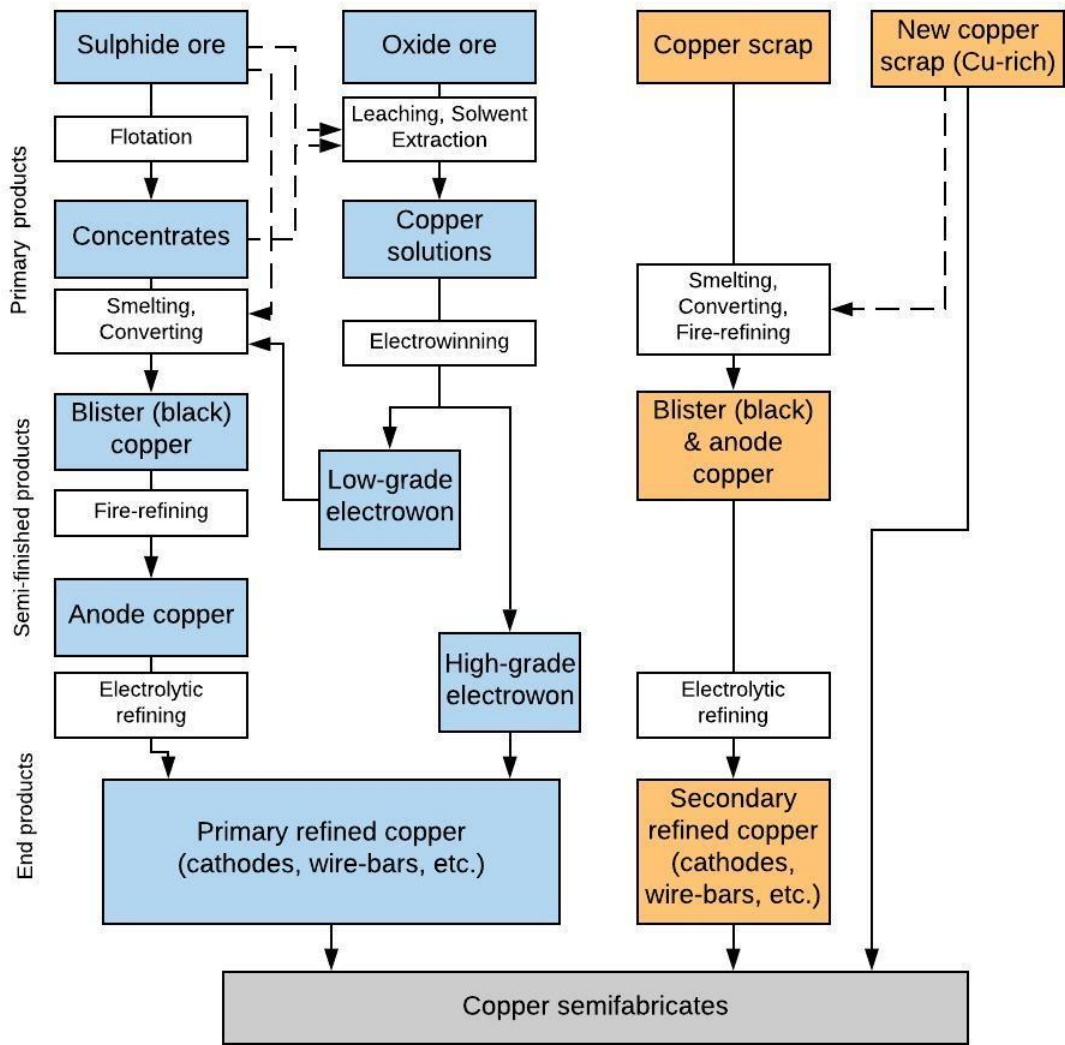 Sulphide ore
Oxide ore
Copper scrap
New copper
scrap (Cu-rich)
Flotation
Leaching, Solvent
Extraction
Primary products
Concentrates
Copper
solutions
Smelting,
Converting
Electrowinning
Smelting,
Converting,
Fire-refining
Semi-finished products
Blister (black)
copper
Low-grade
electrowon
Blister (black)
& anode
copper
Fire-refining
Anode copper
High-grade
electrowon
Electrolytic
refining
Electrolytic
refining
End products
Primary refined copper
(cathodes, wire-bars, etc.)
Secondary
refined copper
(cathodes,
wire-bars, etc.)
Copper semifabricates